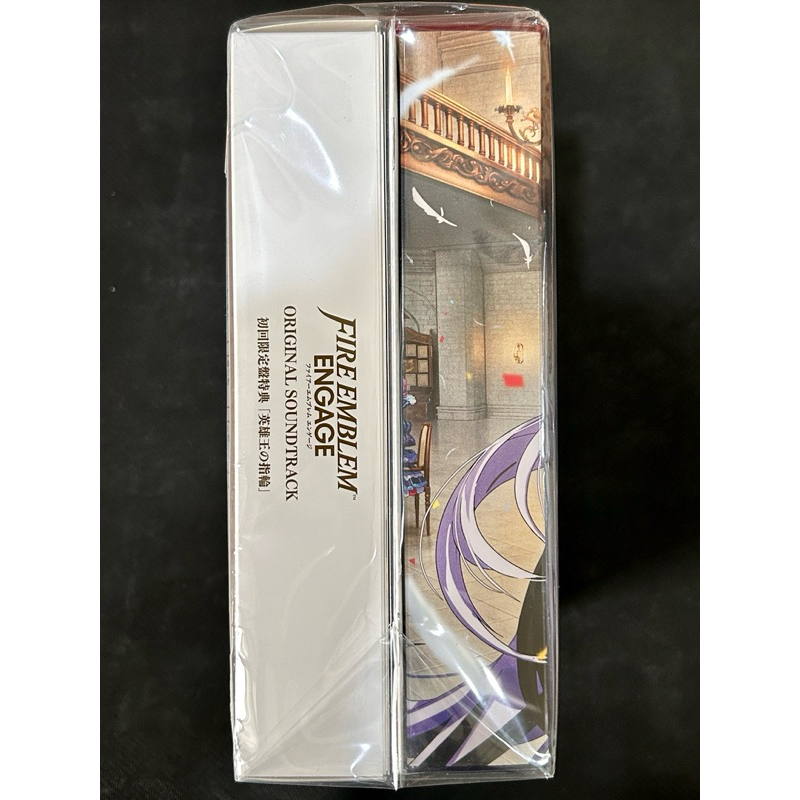 FIRE EMBLEM™
ENGAGE
ファイアーエムブレム エンゲージ
ORIGINAL SOUNDTRACK
初回限定盤特典「英雄王の指輪」